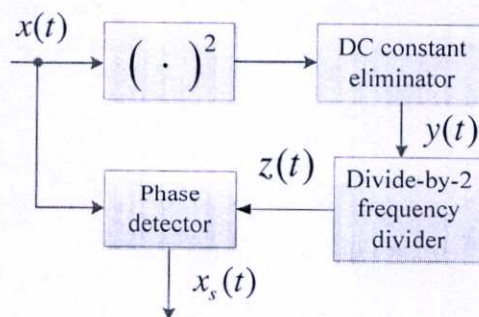 x(t)
( · )²
DC constant
eliminator
y(t)
z(t)
Phase
detector
Divide-by-2
frequency
divider
xₛ(t)